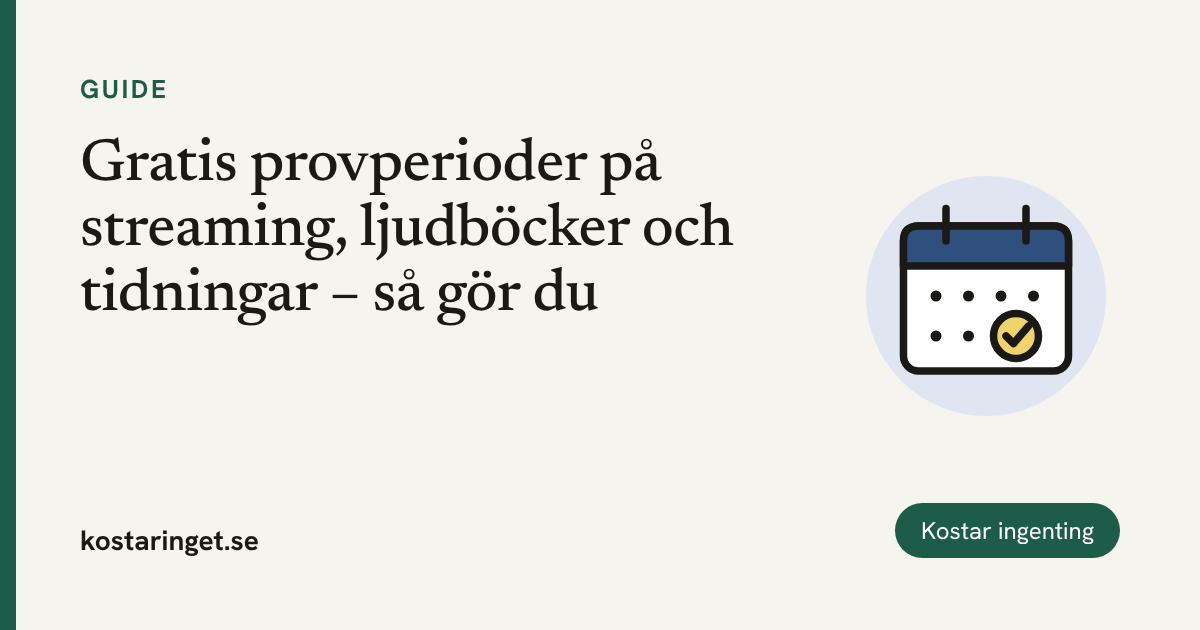 GUIDE
Gratis provperioder på
streaming, ljudböcker och
tidningar – så gör du
kostaringet.se
Kostar ingenting